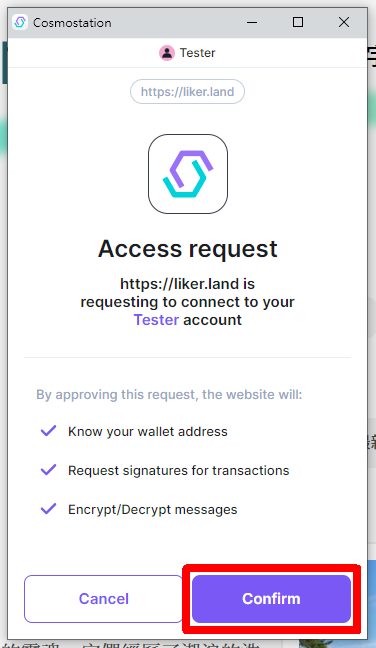 Cosmostation
Tester
https://liker.land
Access request
https://liker.land is
requesting to connect to your
Tester account
By approving this request, the website will:
Know your wallet address
Request signatures for transactions
Encrypt/Decrypt messages
Cancel
Confirm